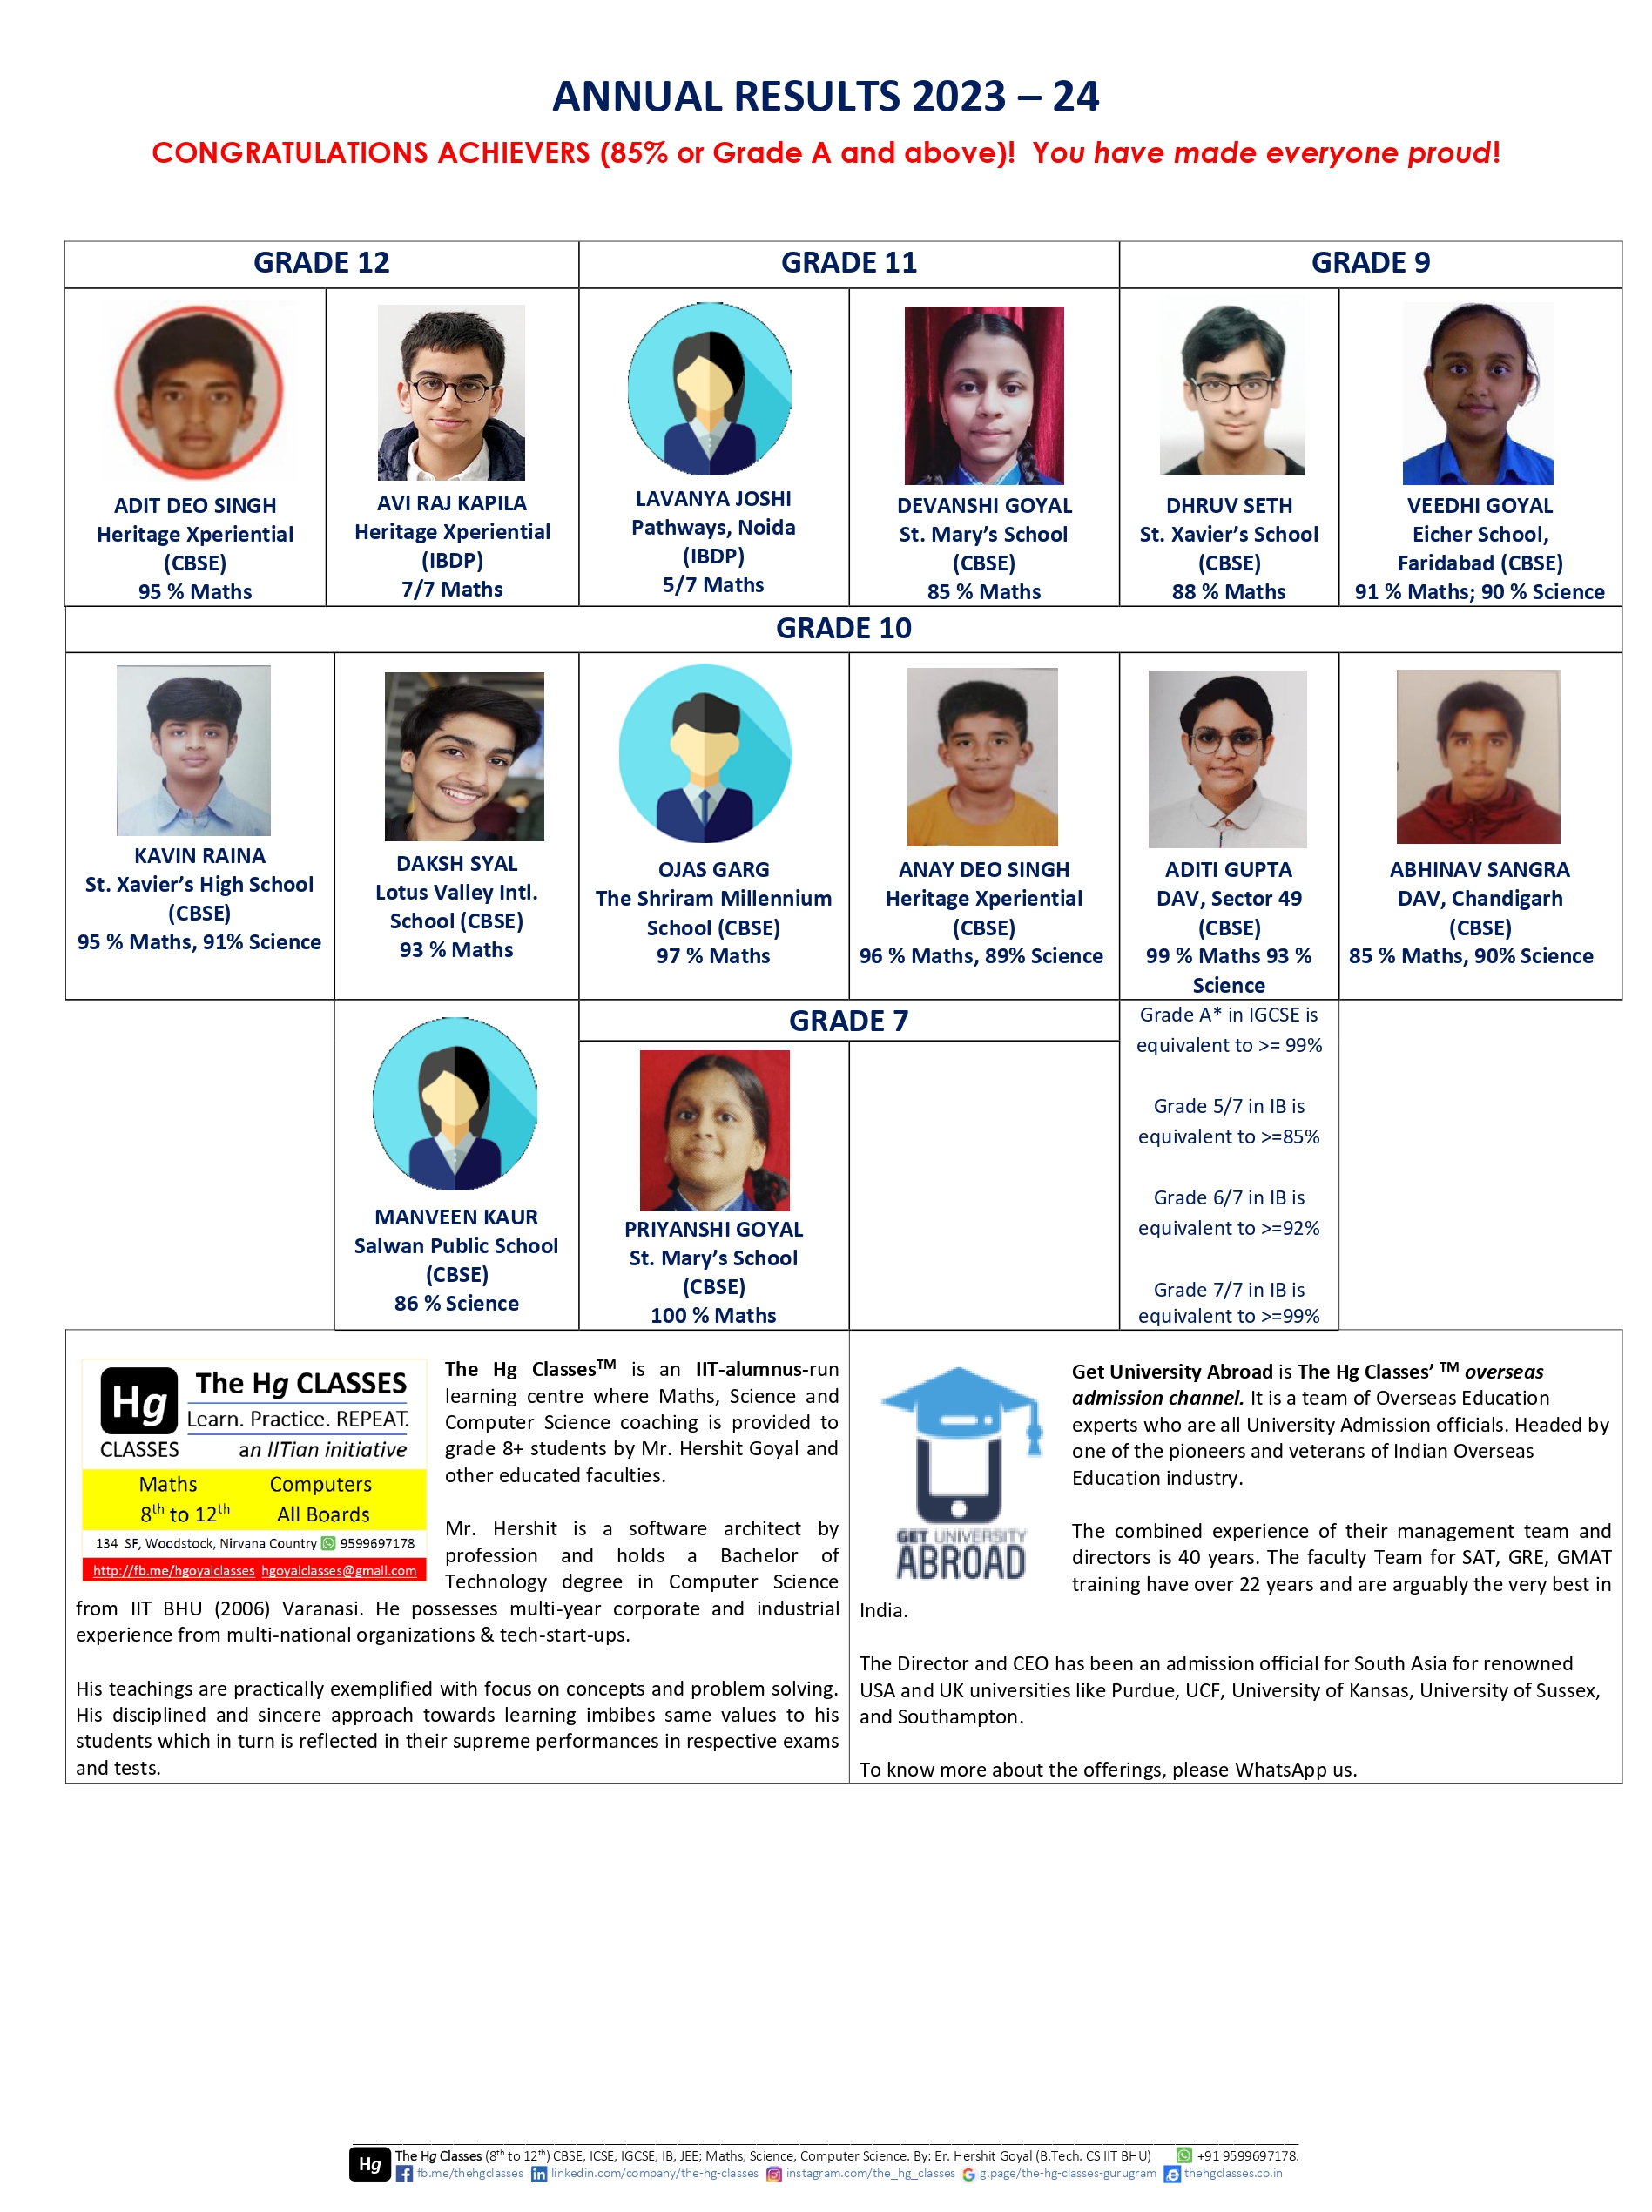 ANNUAL RESULTS 2023 – 24
CONGRATULATIONS ACHIEVERS (85% or Grade A and above)! You have made everyone proud!
GRADE 12
GRADE 11
GRADE 9
ADIT DEO SINGH
Heritage Xperiential
(CBSE)
95 % Maths
AVI RAJ KAPILA
Heritage Xperiential
(IBDP)
7/7 Maths
LAVANYA JOSHI
Pathways, Noida
(IBDP)
5/7 Maths
DEVANSHI GOYAL
St. Mary’s School
(CBSE)
85 % Maths
DHRUV SETH
St. Xavier’s School
(CBSE)
88 % Maths
VEEDHI GOYAL
Eicher School,
Faridabad (CBSE)
91 % Maths; 90 % Science
GRADE 10
KAVIN RAINA
St. Xavier’s High School
(CBSE)
95 % Maths, 91% Science
DAKSH SYAL
Lotus Valley Intl.
School (CBSE)
93 % Maths
OJAS GARG
The Shriram Millennium
School (CBSE)
97 % Maths
ANAY DEO SINGH
Heritage Xperiential
(CBSE)
96 % Maths, 89% Science
ADITI GUPTA
DAV, Sector 49
(CBSE)
99 % Maths 93 %
Science
ABHINAV SANGRA
DAV, Chandigarh
(CBSE)
85 % Maths, 90% Science
MANVEEN KAUR
Salwan Public School
(CBSE)
86 % Science
GRADE 7
PRIYANSHI GOYAL
St. Mary’s School
(CBSE)
100 % Maths
Grade A* in IGCSE is
equivalent to >= 99%
Grade 5/7 in IB is
equivalent to >=85%
Grade 6/7 in IB is
equivalent to >=92%
Grade 7/7 in IB is
equivalent to >=99%
Hg
CLASSES
The Hg CLASSES
Learn. Practice. REPEAT.
an IITian initiative
Maths Computers
8th to 12th All Boards
134 SF, Woodstock, Nirvana Country 9599697178
http://fb.me/hgoyalclasses hgoyalclasses@gmail.com
The Hg Classes™ is an IIT-alumnus-run
learning centre where Maths, Science and
Computer Science coaching is provided to
grade 8+ students by Mr. Hershit Goyal and
other educated faculties.
Mr. Hershit is a software architect by
profession and holds a Bachelor of
Technology degree in Computer Science
from IIT BHU (2006) Varanasi. He possesses multi-year corporate and industrial
experience from multi-national organizations & tech-start-ups.
His teachings are practically exemplified with focus on concepts and problem solving.
His disciplined and sincere approach towards learning imbibes same values to his
students which in turn is reflected in their supreme performances in respective exams
and tests.
GET UNIVERSITY
ABROAD
Get University Abroad is The Hg Classes’ ™ overseas
admission channel. It is a team of Overseas Education
experts who are all University Admission officials. Headed by
one of the pioneers and veterans of Indian Overseas
Education industry.
The combined experience of their management team and
directors is 40 years. The faculty Team for SAT, GRE, GMAT
training have over 22 years and are arguably the very best in
India.
The Director and CEO has been an admission official for South Asia for renowned
USA and UK universities like Purdue, UCF, University of Kansas, University of Sussex,
and Southampton.
To know more about the offerings, please WhatsApp us.
Hg
The Hg Classes (8th to 12th) CBSE, ICSE, IGCSE, IB, JEE; Maths, Science, Computer Science. By: Er. Hershit Goyal (B.Tech. CS IIT BHU) +91 9599697178.
fb.me/thehgclasses linkedin.com/company/the-hg-classes instagram.com/the_hg_classes g.page/the-hg-classes-gurugram thehgclasses.co.in